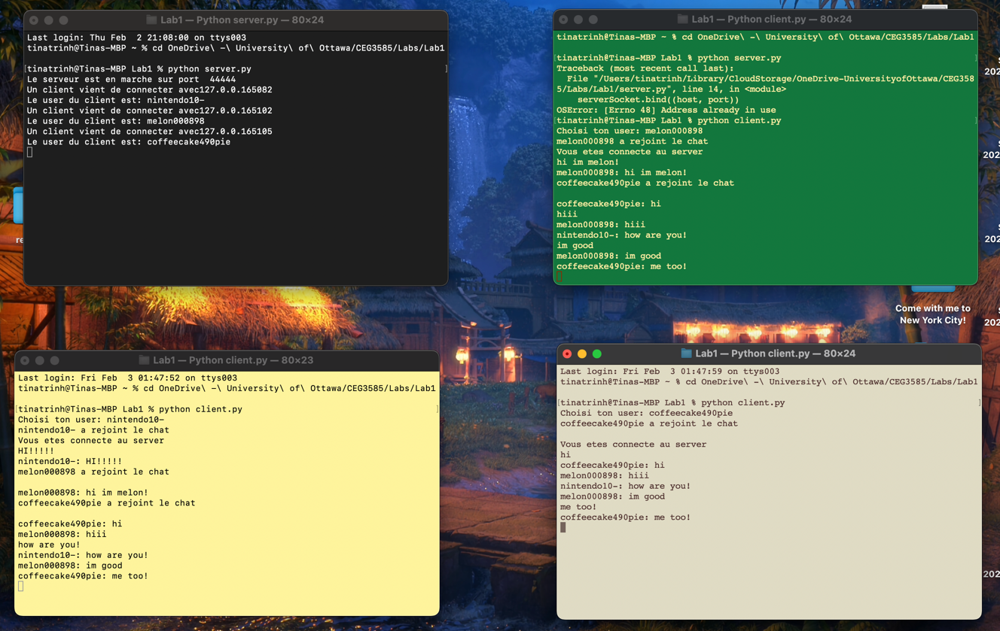 Lab1 — Python server.py — 80×24
Last login: Thu Feb  2 21:08:00 on ttys003
tinatrinh@Tinas-MBP ~ % cd OneDrive\ -\ University\ of\ Ottawa/CEG3585/Labs/Lab1
[tinatrinh@Tinas-MBP Lab1 % python server.py ]
Le serveur est en marche sur port  44444
Un client vient de connecter avec127.0.0.165082
Le user du client est: nintendo10-
Un client vient de connecter avec127.0.0.165102
Le user du client est: melon000898
Un client vient de connecter avec127.0.0.165105
Le user du client est: coffeecake490pie
Lab1 — Python client.py — 80×24
tinatrinh@Tinas-MBP ~ % cd OneDrive\ -\ University\ of\ Ottawa/CEG3585/Labs/Lab1
[tinatrinh@Tinas-MBP Lab1 % python server.py ]
Traceback (most recent call last):
  File "/Users/tinatrinh/Library/CloudStorage/OneDrive-UniversityofOttawa/CEG358
5/Labs/Lab1/server.py", line 14, in <module>
    serverSocket.bind((host, port))
OSError: [Errno 48] Address already in use
[tinatrinh@Tinas-MBP Lab1 % python client.py ]
Choisi ton user: melon000898
melon000898 a rejoint le chat
Vous etes connecte au server
hi im melon!
melon000898: hi im melon!
coffeecake490pie a rejoint le chat
coffeecake490pie: hi
hiii
melon000898: hiii
nintendo10-: how are you!
im good
melon000898: im good
coffeecake490pie: me too!
Come with me to
New York City!
Lab1 — Python client.py — 80×23
Last login: Fri Feb  3 01:47:52 on ttys003
tinatrinh@Tinas-MBP ~ % cd OneDrive\ -\ University\ of\ Ottawa/CEG3585/Labs/Lab1
[tinatrinh@Tinas-MBP Lab1 % python client.py ]
Choisi ton user: nintendo10-
nintendo10- a rejoint le chat
Vous etes connecte au server
HI!!!!!
nintendo10-: HI!!!!!
melon000898 a rejoint le chat
melon000898: hi im melon!
coffeecake490pie a rejoint le chat
coffeecake490pie: hi
melon000898: hiii
how are you!
nintendo10-: how are you!
melon000898: im good
coffeecake490pie: me too!
Lab1 — Python client.py — 80×24
Last login: Fri Feb  3 01:47:59 on ttys003
tinatrinh@Tinas-MBP ~ % cd OneDrive\ -\ University\ of\ Ottawa/CEG3585/Labs/Lab1
[tinatrinh@Tinas-MBP Lab1 % python client.py ]
Choisi ton user: coffeecake490pie
coffeecake490pie a rejoint le chat
Vous etes connecte au server
hi
coffeecake490pie: hi
melon000898: hiii
nintendo10-: how are you!
melon000898: im good
me too!
coffeecake490pie: me too!